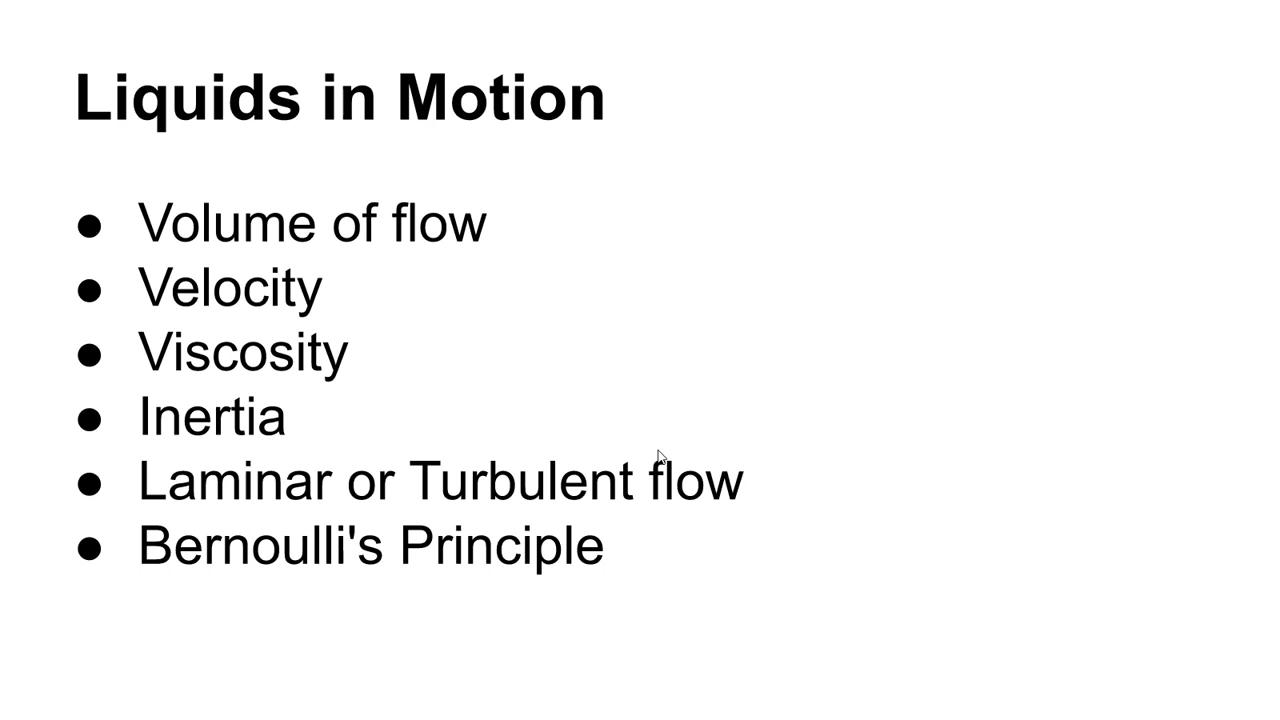 Liquids in Motion
● Volume of flow
● Velocity
● Viscosity
● Inertia
● Laminar or Turbulent flow
● Bernoulli's Principle